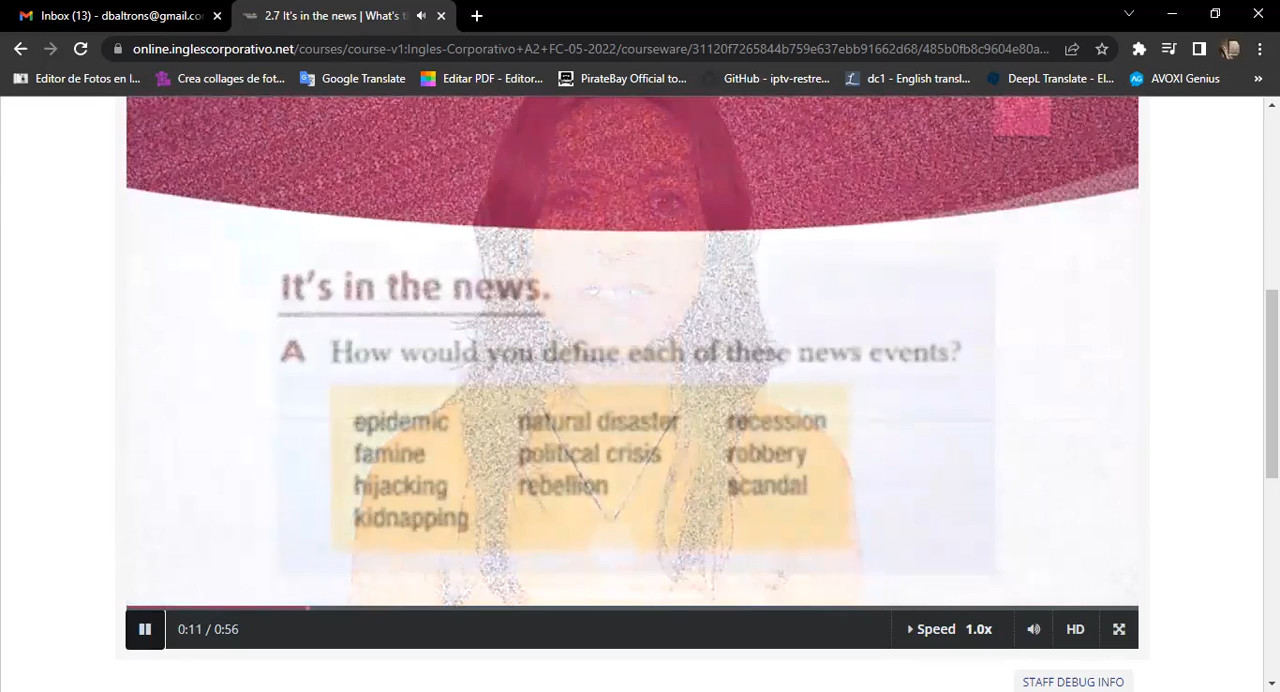 Inbox (13) - dbaltrons@gmail.co
2.7 It's in the news | What's t
online.inglescorporativo.net/courses/course-v1:Ingles-Corporativo+A2+FC-05-2022/courseware/31120f7265844b759e637ebb91662d68/485b0fb8c9604e80a...
Editor de Fotos en l... Crea collages de fot... Google Translate Editar PDF - Editor... PirateBay Official to... GitHub - iptv-restre... dc1 - English transl... DeepL Translate - El... AVOXI Genius »
It's in the news.
A How would you define each of these news events?
epidemic natural disaster recession
famine political crisis robbery
hijacking rebellion scandal
kidnapping
0:11 / 0:56 Speed 1.0x HD
STAFF DEBUG INFO